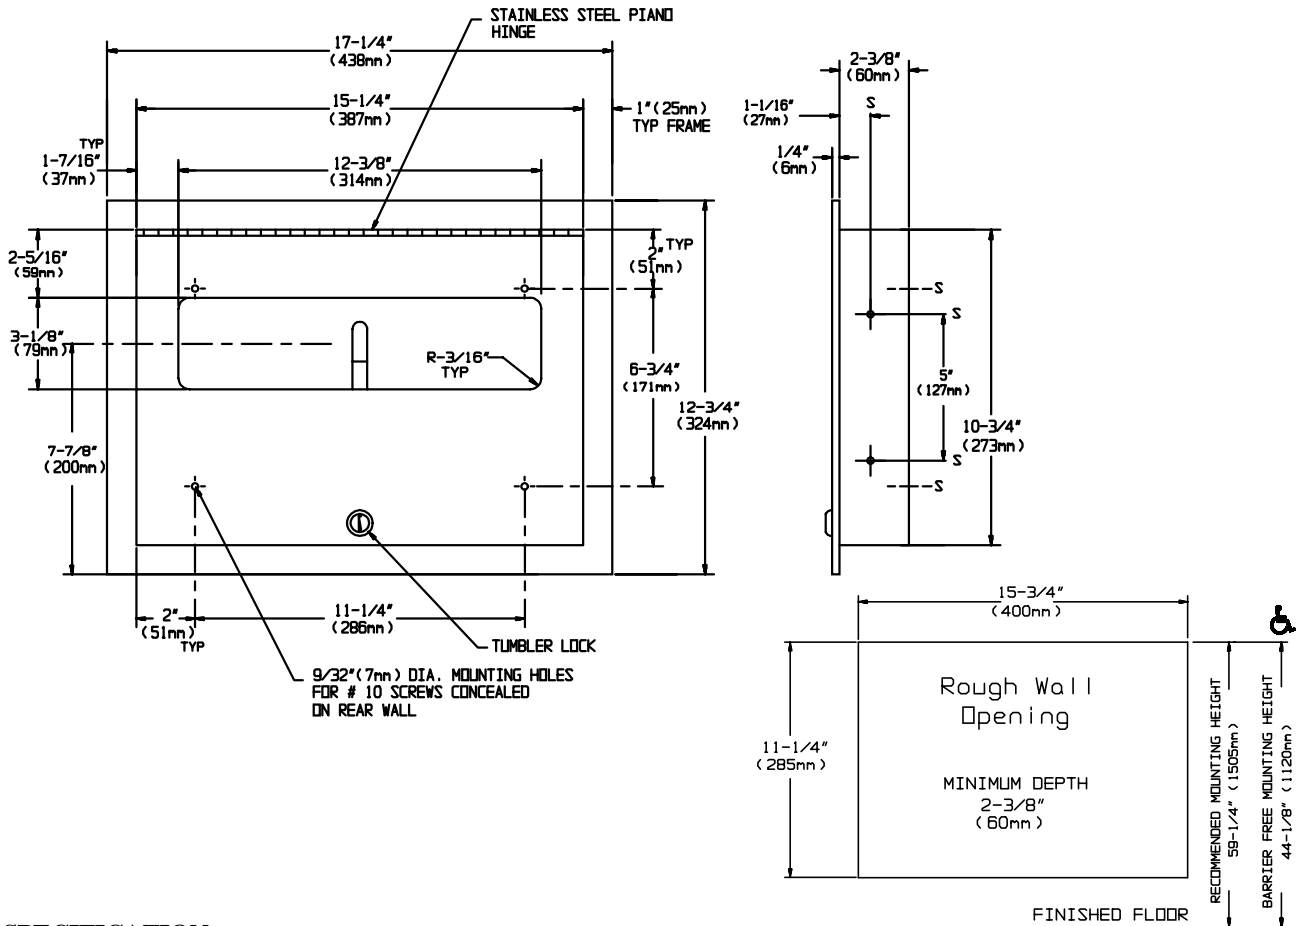 STAINLESS STEEL PIANO
HINGE
17-1/4"
(438mm)
15-1/4"
(387mm)
1"(25mm)
TYP FRAME
TYP
1-7/16"
(37mm)
12-3/8"
(314mm)
2-5/16"
(59mm)
2" TYP
(51mm)
3-1/8"
(79mm)
R-3/16"
TYP
6-3/4"
(171mm)
12-3/4"
(324mm)
7-7/8"
(200mm)
2"
(51mm)
TYP
11-1/4"
(286mm)
TUMBLER LOCK
9/32"(7mm) DIA. MOUNTING HOLES
FOR # 10 SCREWS CONCEALED
ON REAR WALL
2-3/8"
(60mm)
1-1/16"
(27mm)
S
1/4"
(6mm)
S
S
5"
(127mm)
10-3/4"
(273mm)
S
S
15-3/4"
(400mm)
Rough Wall
Opening
11-1/4"
(285mm)
MINIMUM DEPTH
2-3/8"
(60mm)
FINISHED FLOOR
RECOMMENDED MOUNTING HEIGHT
59-1/4" (1505mm)
BARRIER FREE MOUNTING HEIGHT
44-1/8" (1120mm)